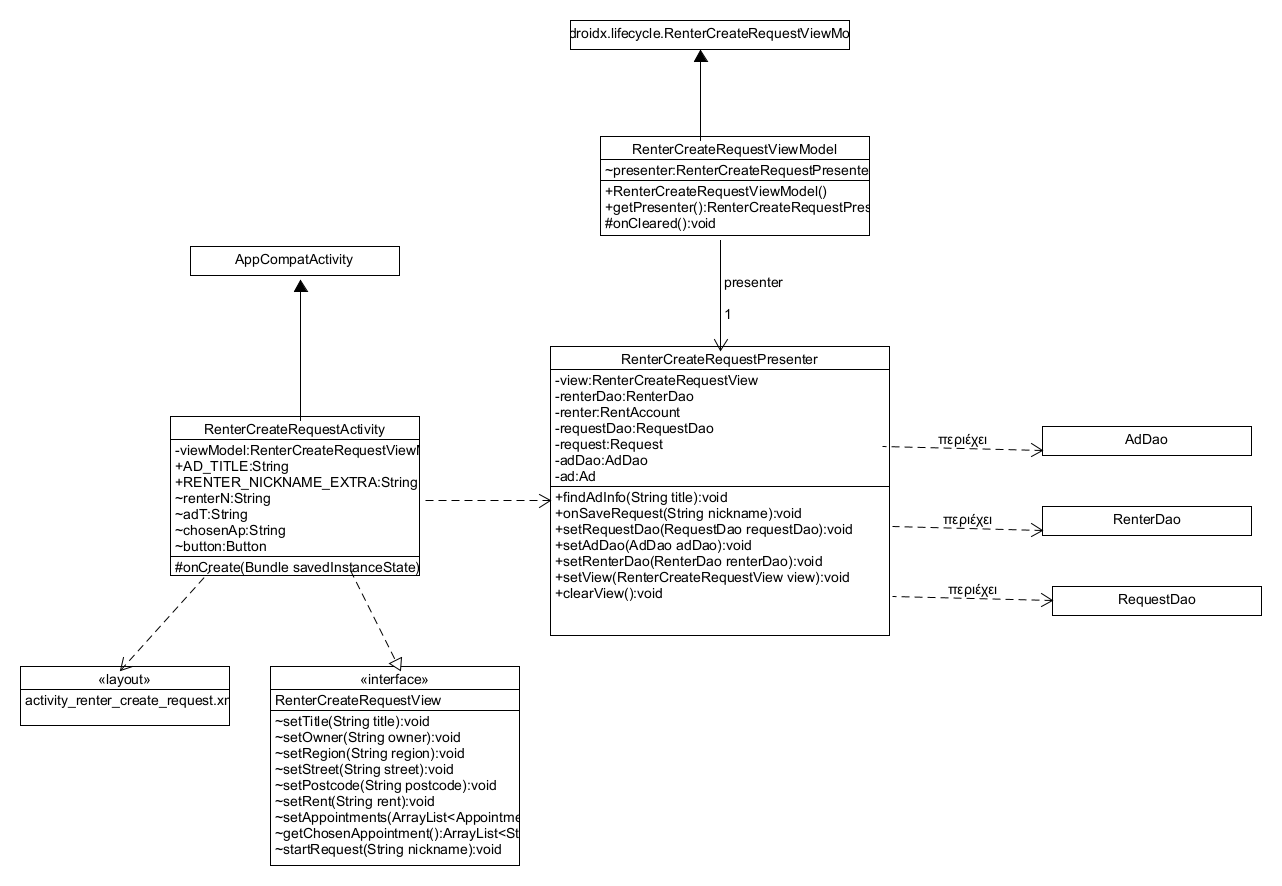 droidx.lifecycle.RenterCreateRequestViewMo
RenterCreateRequestViewModel
~presenter:RenterCreateRequestPresente
+RenterCreateRequestViewModel()
+getPresenter():RenterCreateRequestPres
#onCleared():void
AppCompatActivity
presenter
1
RenterCreateRequestPresenter
-view:RenterCreateRequestView
-renterDao:RenterDao
-renter:RentAccount
-requestDao:RequestDao
-request:Request
-adDao:AdDao
-ad:Ad
+findAdInfo(String title):void
+onSaveRequest(String nickname):void
+setRequestDao(RequestDao requestDao):void
+setAdDao(AdDao adDao):void
+setRenterDao(RenterDao renterDao):void
+setView(RenterCreateRequestView view):void
+clearView():void
RenterCreateRequestActivity
-viewModel:RenterCreateRequestViewM
+AD_TITLE:String
+RENTER_NICKNAME_EXTRA:String
~renterN:String
~adT:String
~chosenAp:String
~button:Button
#onCreate(Bundle savedInstanceState)
περιέχει
AdDao
περιέχει
RenterDao
περιέχει
RequestDao
«layout»
activity_renter_create_request.xm
«interface»
RenterCreateRequestView
~setTitle(String title):void
~setOwner(String owner):void
~setRegion(String region):void
~setStreet(String street):void
~setPostcode(String postcode):void
~setRent(String rent):void
~setAppointments(ArrayList<Appointme
~getChosenAppointment():ArrayList<St
~startRequest(String nickname):void